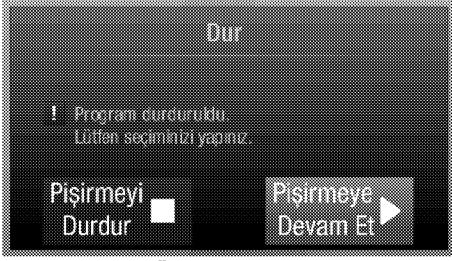 Dur
! Program durduruldu.
Lütfen seçiminizi yapınız.
Pişirmeyi
Durdur
Pişirmeye
Devam Et